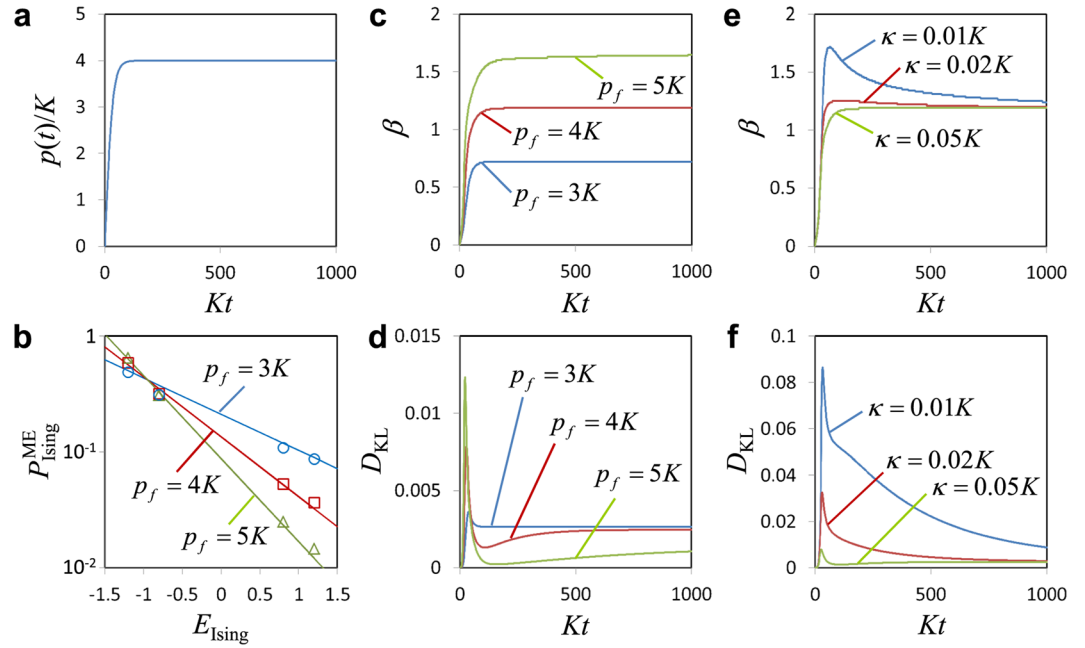 a
p(t)/K
5
4
3
2
1
0
0 500 1000
Kt
c
β
2
1.5
1
0.5
0
p_f = 5K
p_f = 4K
p_f = 3K
0 500 1000
Kt
e
β
2
1.5
1
0.5
0
κ = 0.01K
κ = 0.02K
κ = 0.05K
0 500 1000
Kt
b
P_Ising^ME
1
10^-1
10^-2
p_f = 3K
p_f = 4K
p_f = 5K
-1.5 -1 -0.5 0 0.5 1 1.5
E_Ising
d
D_KL
0.015
0.01
0.005
0
p_f = 3K
p_f = 4K
p_f = 5K
0 500 1000
Kt
f
D_KL
0.1
0.08
0.06
0.04
0.02
0
κ = 0.01K
κ = 0.02K
κ = 0.05K
0 500 1000
Kt